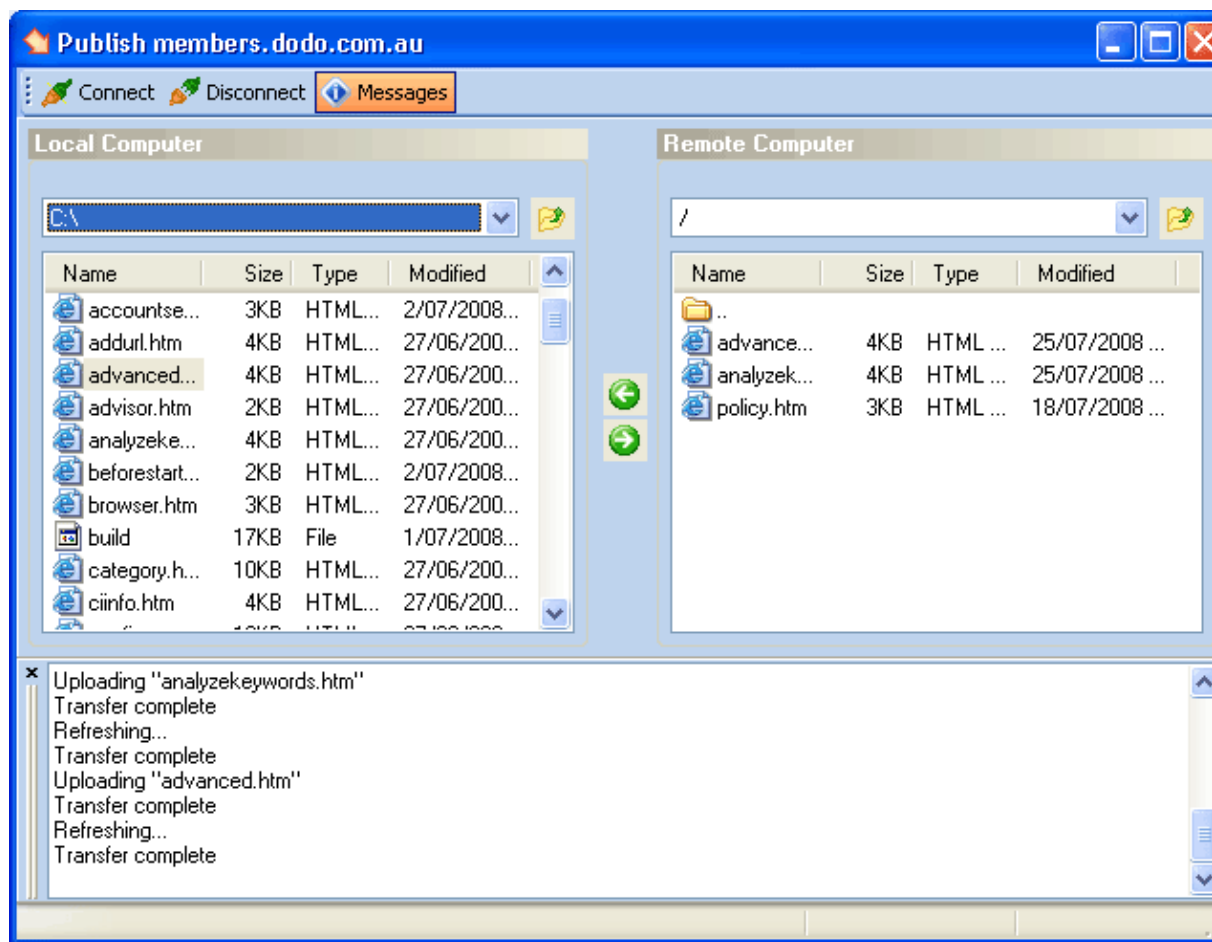 Publish members.dodo.com.au
Connect Disconnect Messages
Local Computer
C:\
Name Size Type Modified
accountse... 3KB HTML... 2/07/2008...
addurl.htm 4KB HTML... 27/06/200...
advanced... 4KB HTML... 27/06/200...
advisor.htm 2KB HTML... 27/06/200...
analyzeke... 4KB HTML... 27/06/200...
beforestart... 2KB HTML... 2/07/2008...
browser.htm 3KB HTML... 27/06/200...
build 17KB File 1/07/2008...
category.h... 10KB HTML... 27/06/200...
ciinfo.htm 4KB HTML... 27/06/200...
Remote Computer
/
Name Size Type Modified
..
advance... 4KB HTML ... 25/07/2008 ...
analyzek... 4KB HTML ... 25/07/2008 ...
policy.htm 3KB HTML ... 18/07/2008 ...
Uploading "analyzekeywords.htm"
Transfer complete
Refreshing...
Transfer complete
Uploading "advanced.htm"
Transfer complete
Refreshing...
Transfer complete